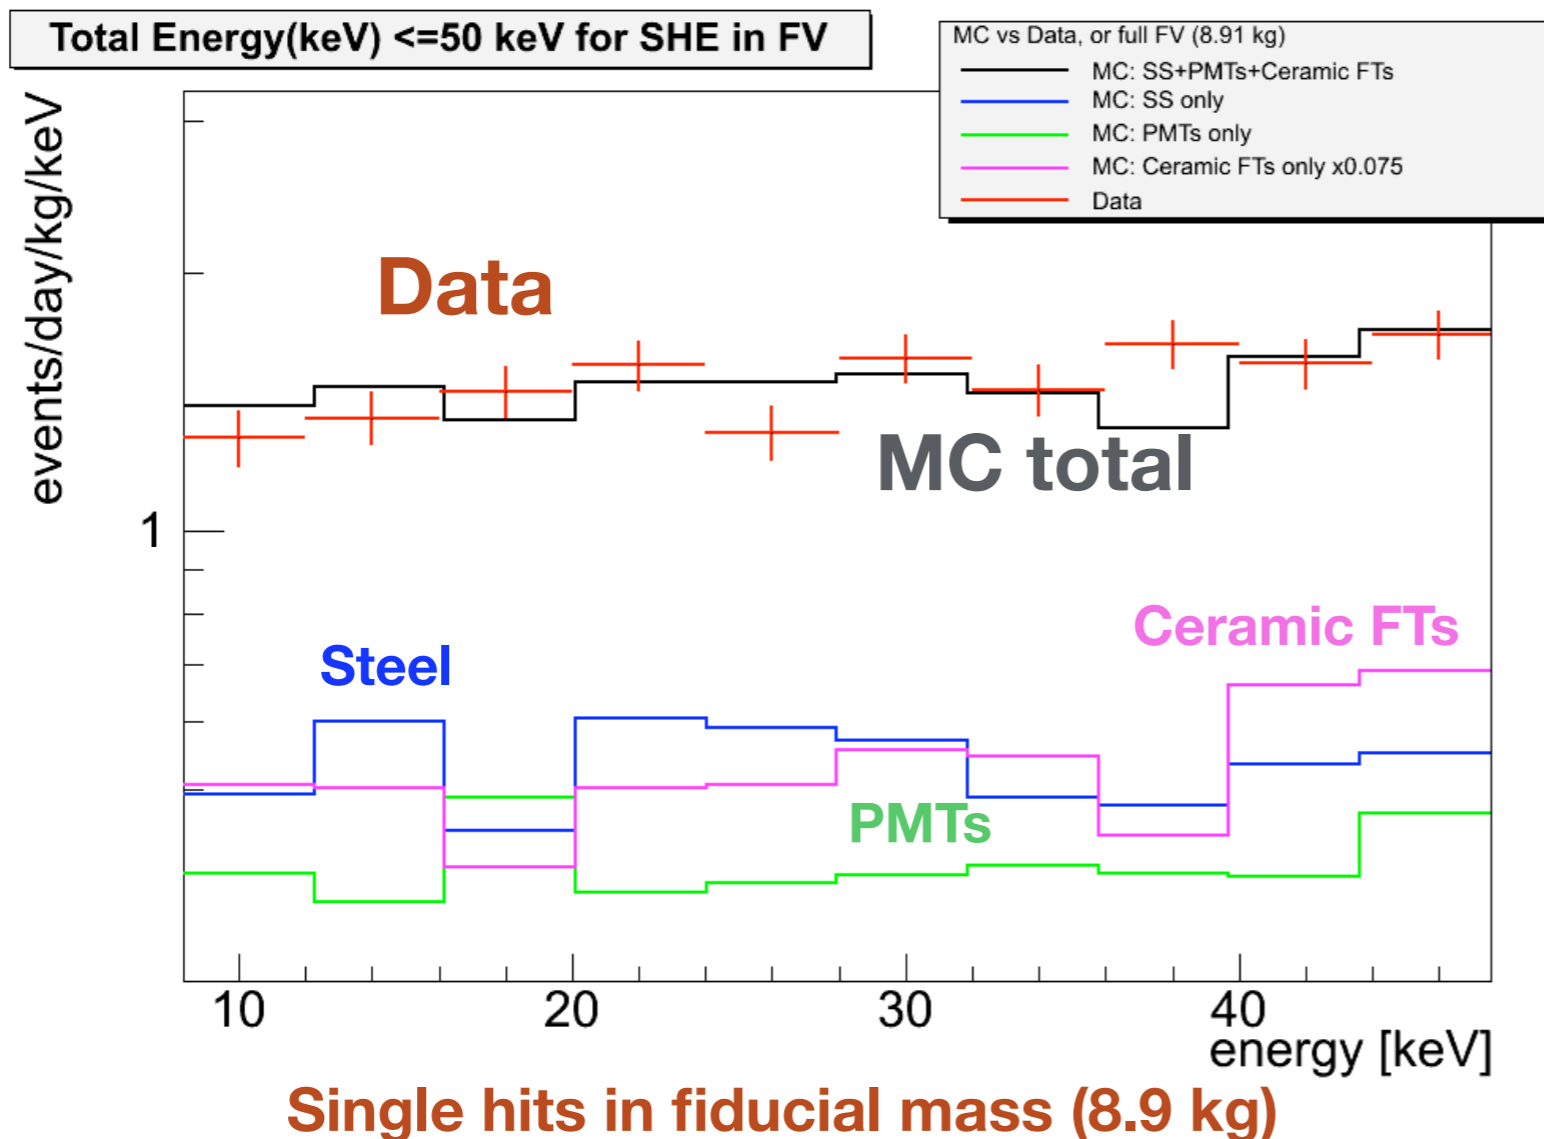 Total Energy(keV) <=50 keV for SHE in FV
MC vs Data, or full FV (8.91 kg)
MC: SS+PMTs+Ceramic FTs
MC: SS only
MC: PMTs only
MC: Ceramic FTs only x0.075
Data
events/day/kg/keV
Data
MC total
1
Ceramic FTs
Steel
PMTs
10 20 30 40
energy [keV]
Single hits in fiducial mass (8.9 kg)